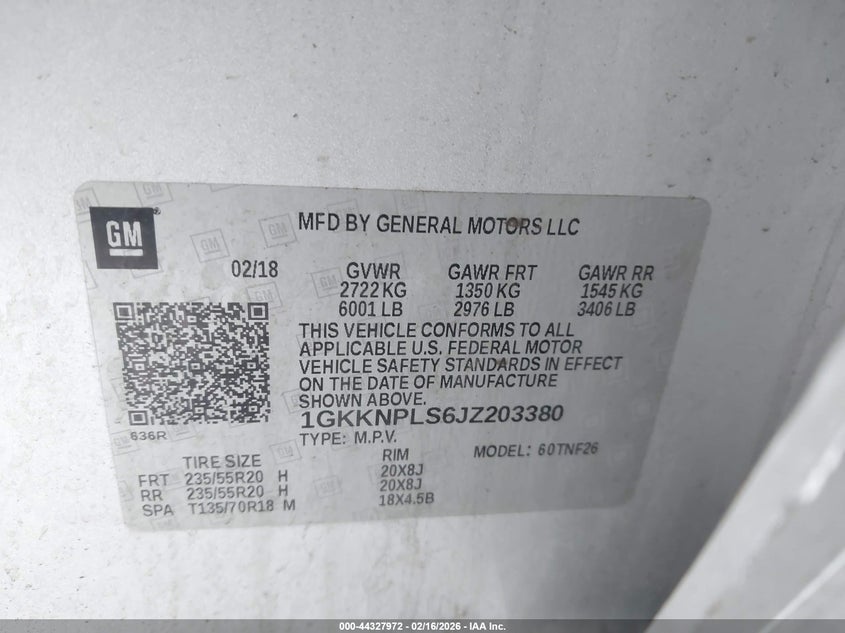 GM
MFD BY GENERAL MOTORS LLC
02/18 GVWR GAWR FRT GAWR RR
2722 KG 1350 KG 1545 KG
6001 LB 2976 LB 3406 LB
THIS VEHICLE CONFORMS TO ALL
APPLICABLE U.S. FEDERAL MOTOR
VEHICLE SAFETY STANDARDS IN EFFECT
ON THE DATE OF MANUFACTURE
SHOWN ABOVE.
1GKKNPLS6JZ203380
636R
TYPE: M.P.V. MODEL: 60TNF26
TIRE SIZE RIM
FRT 235/55R20 H 20X8J
RR 235/55R20 H 20X8J
SPA T135/70R18 M 18X4.5B
000-44327972 - 02/16/2026 - IAA Inc.